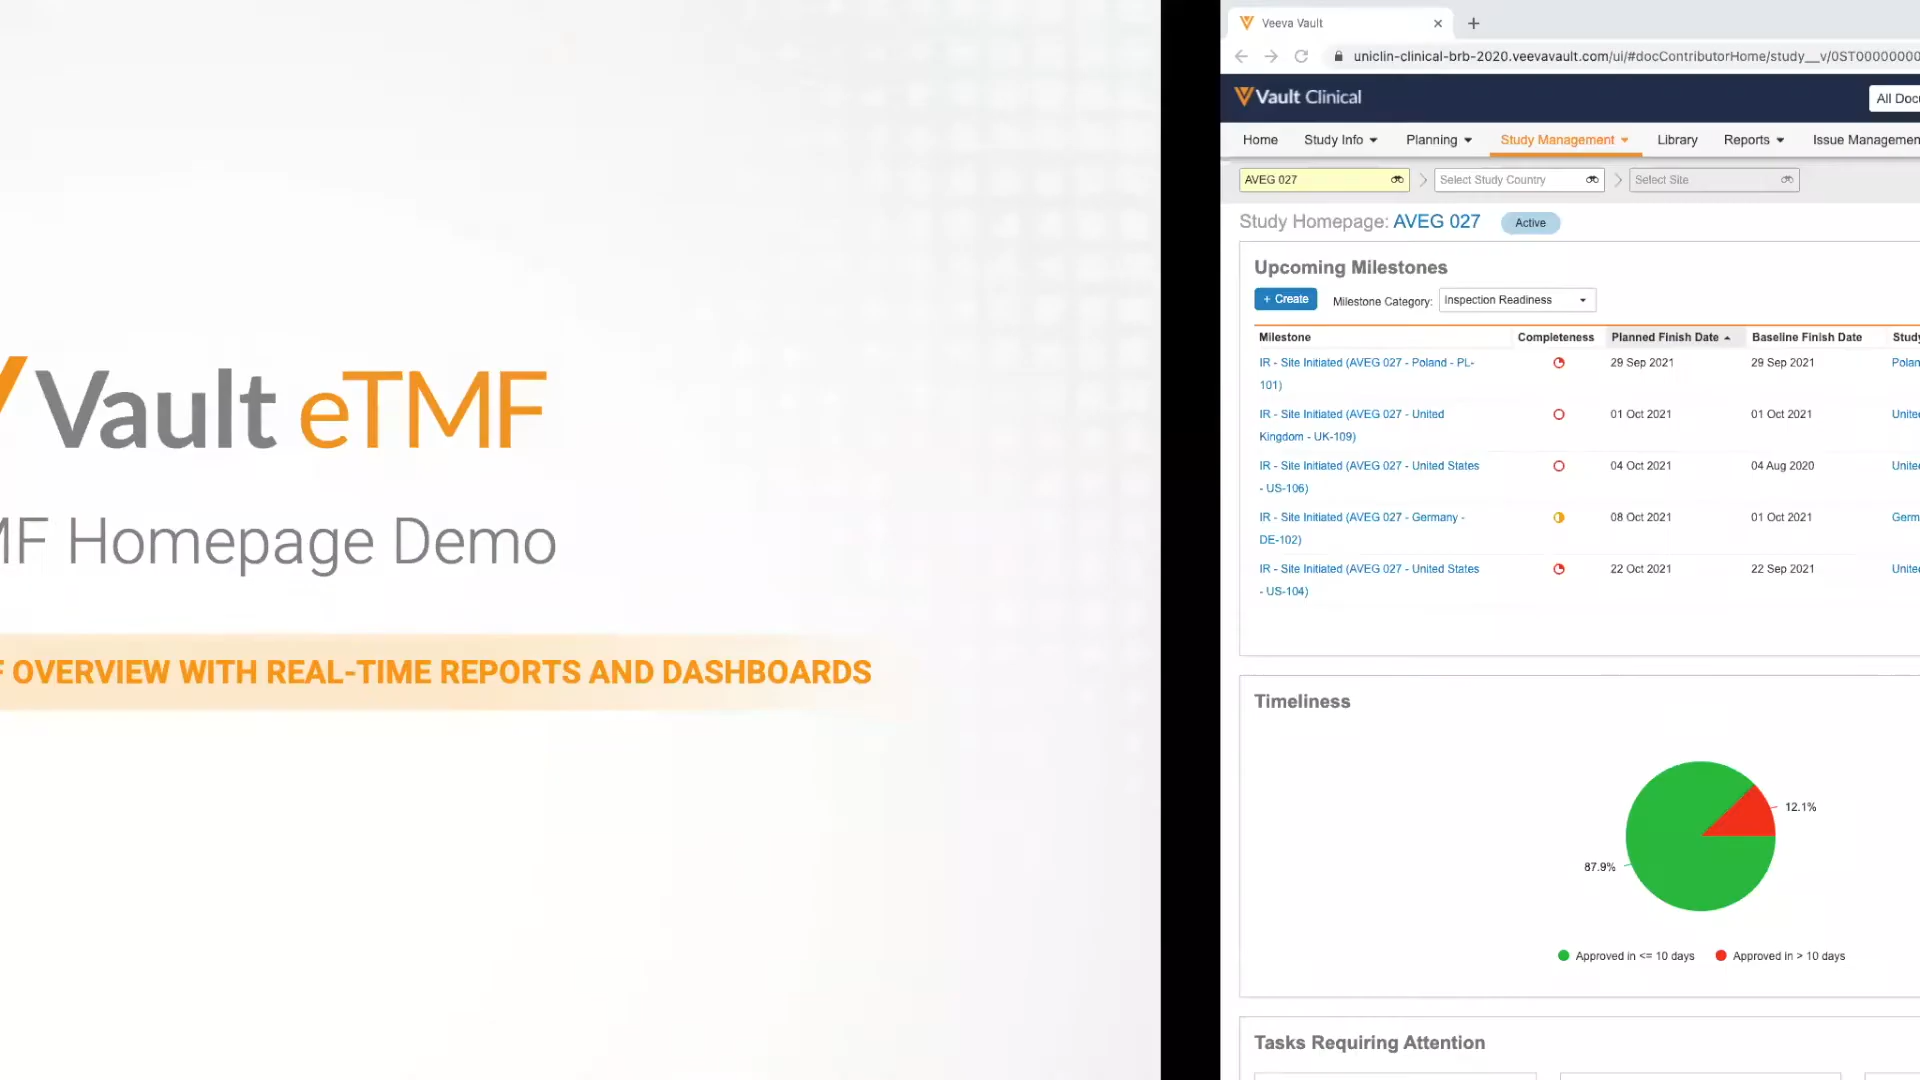 Vault eTMF
MF Homepage Demo
F OVERVIEW WITH REAL-TIME REPORTS AND DASHBOARDS
Veeva Vault
uniclin-clinical-brb-2020.veevavault.com/ui/#docContributorHome/study__v/0ST00000000
Vault Clinical
All Docu
Home Study Info Planning Study Management Library Reports Issue Managemen
AVEG 027 Select Study Country Select Site
Study Homepage: AVEG 027 Active
Upcoming Milestones
+ Create Milestone Category: Inspection Readiness
Milestone Completeness Planned Finish Date Baseline Finish Date Study
IR - Site Initiated (AVEG 027 - Poland - PL- 29 Sep 2021 29 Sep 2021 Polan
101)
IR - Site Initiated (AVEG 027 - United 01 Oct 2021 01 Oct 2021 Unite
Kingdom - UK-109)
IR - Site Initiated (AVEG 027 - United States 04 Oct 2021 04 Aug 2020 Unite
- US-106)
IR - Site Initiated (AVEG 027 - Germany - 08 Oct 2021 01 Oct 2021 Germ
DE-102)
IR - Site Initiated (AVEG 027 - United States 22 Oct 2021 22 Sep 2021 Unite
- US-104)
Timeliness
12.1%
87.9%
Approved in <= 10 days Approved in > 10 days
Tasks Requiring Attention